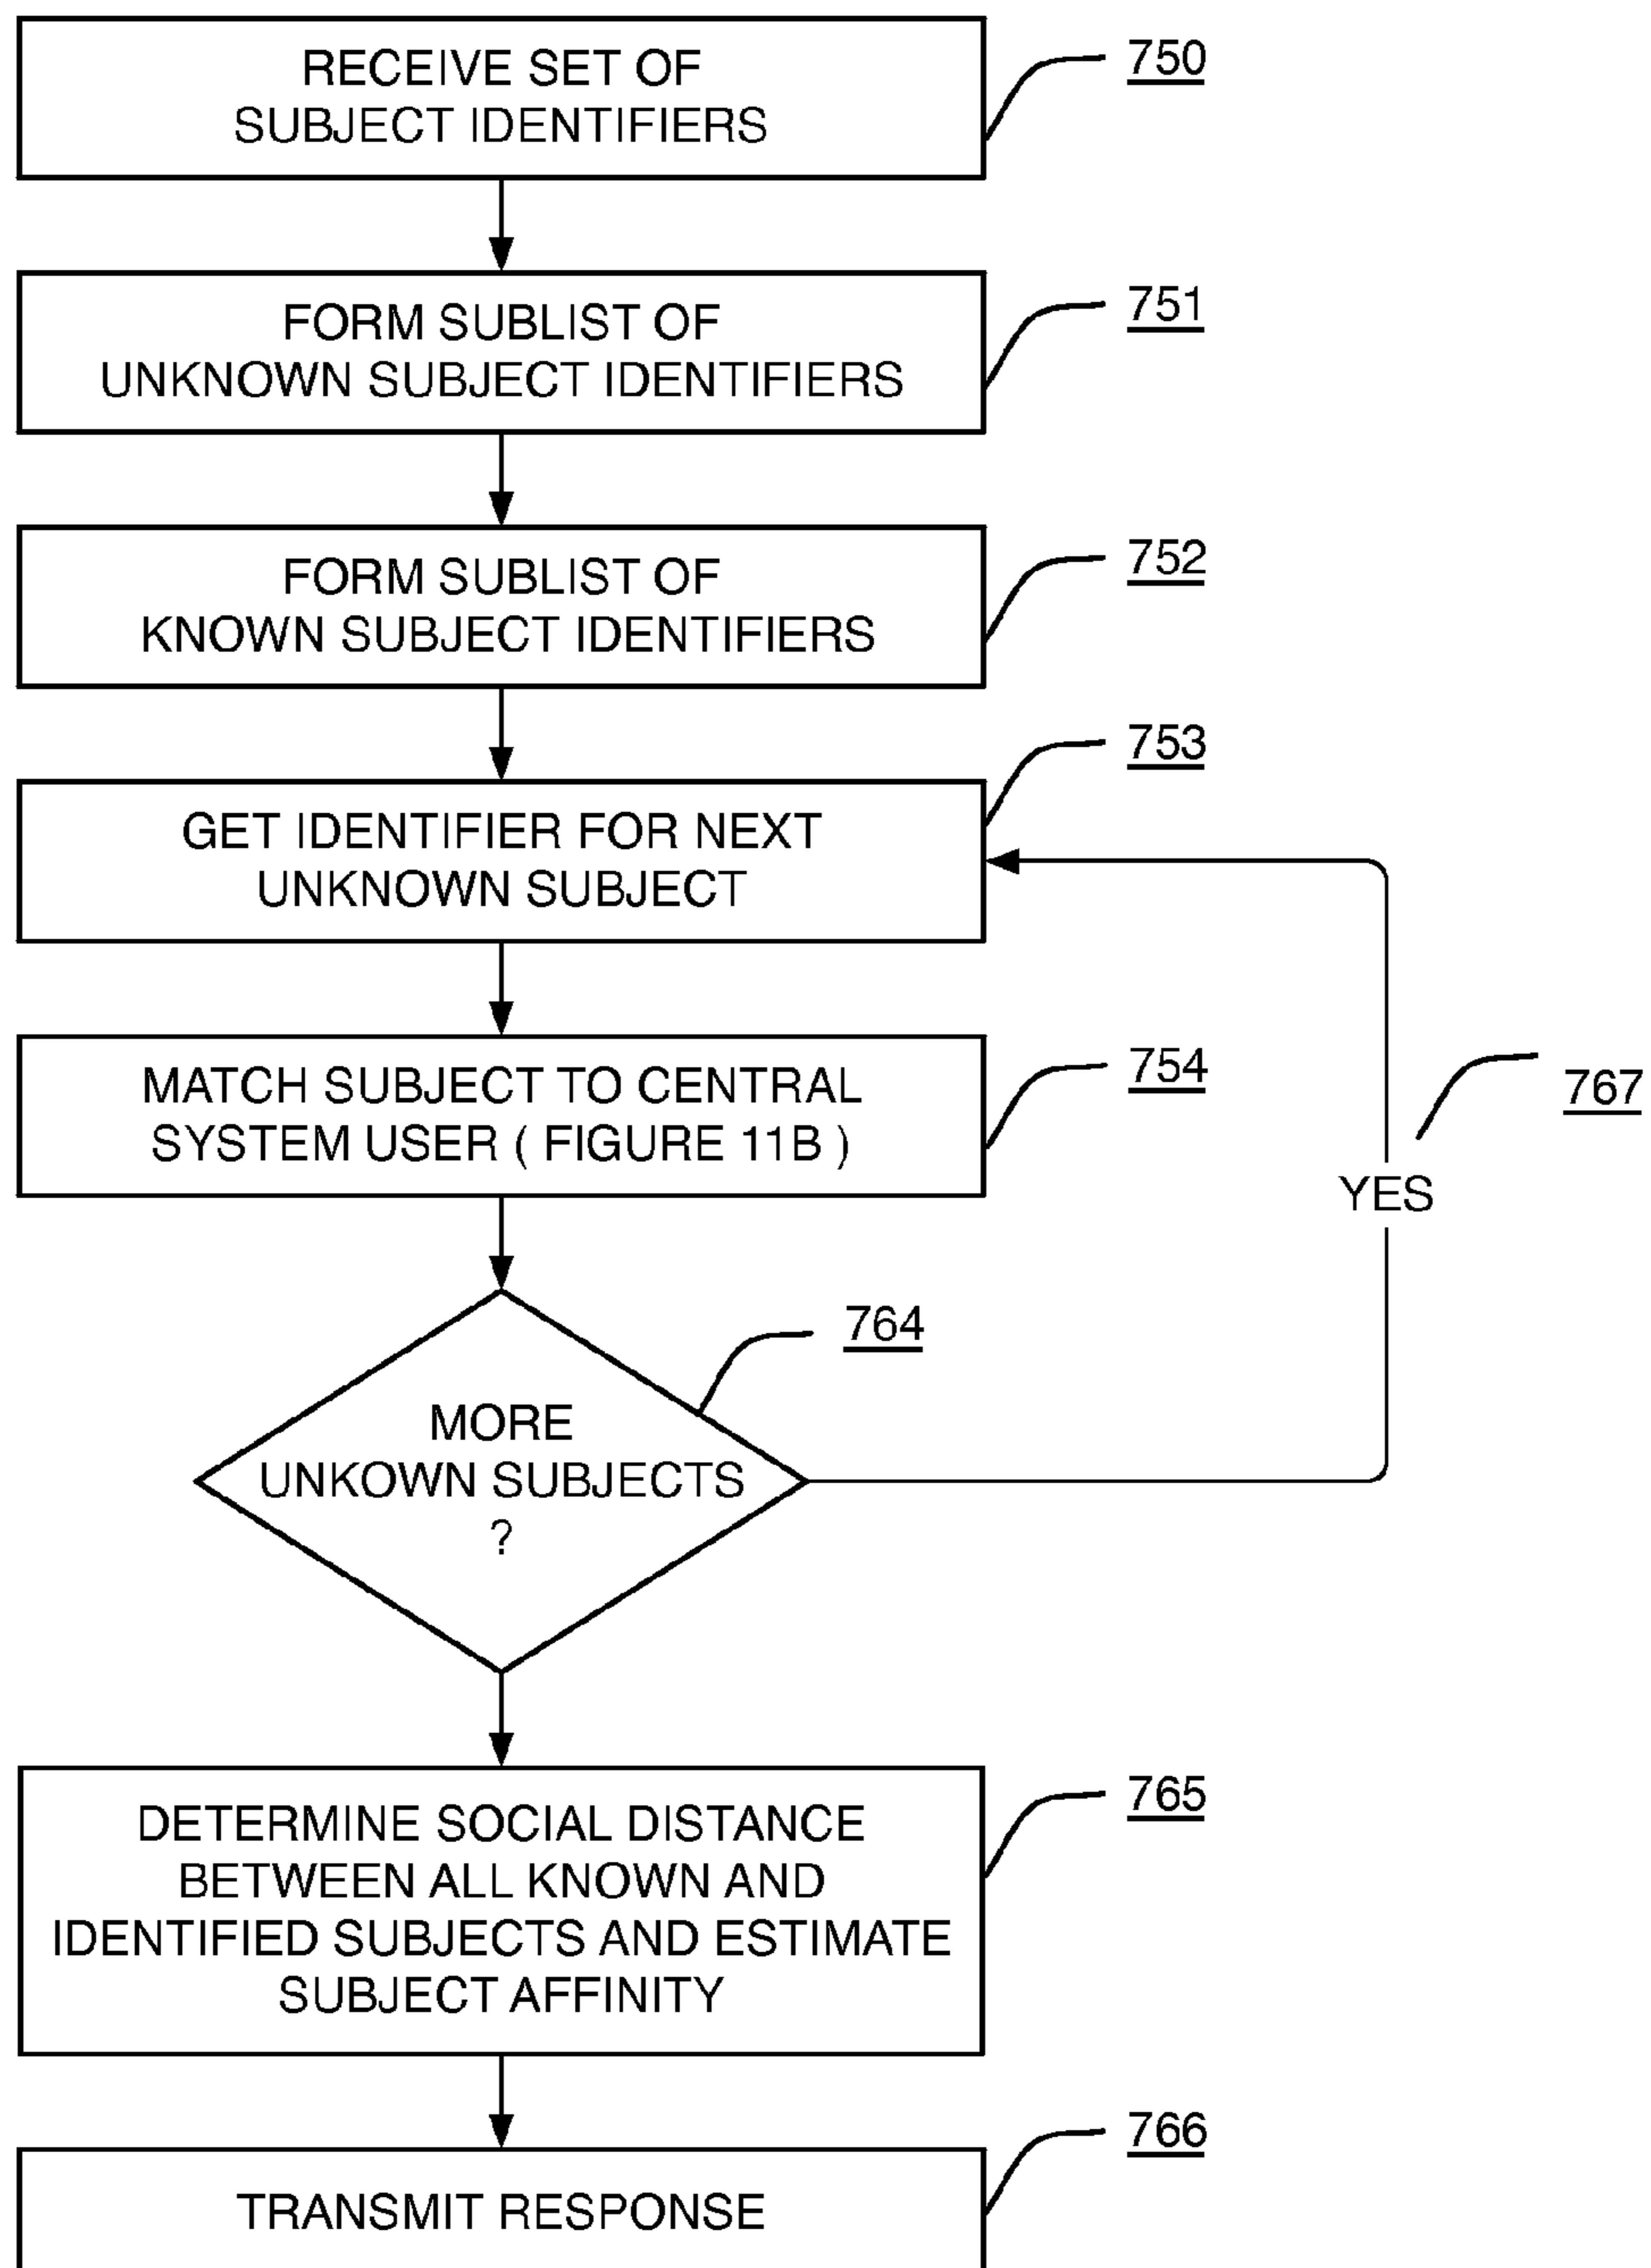 RECEIVE SET OF
SUBJECT IDENTIFIERS
750
FORM SUBLIST OF
UNKNOWN SUBJECT IDENTIFIERS
751
FORM SUBLIST OF
KNOWN SUBJECT IDENTIFIERS
752
GET IDENTIFIER FOR NEXT
UNKNOWN SUBJECT
753
MATCH SUBJECT TO CENTRAL
SYSTEM USER ( FIGURE 11B )
754
767
YES
764
MORE
UNKOWN SUBJECTS
?
DETERMINE SOCIAL DISTANCE
BETWEEN ALL KNOWN AND
IDENTIFIED SUBJECTS AND ESTIMATE
SUBJECT AFFINITY
765
TRANSMIT RESPONSE
766